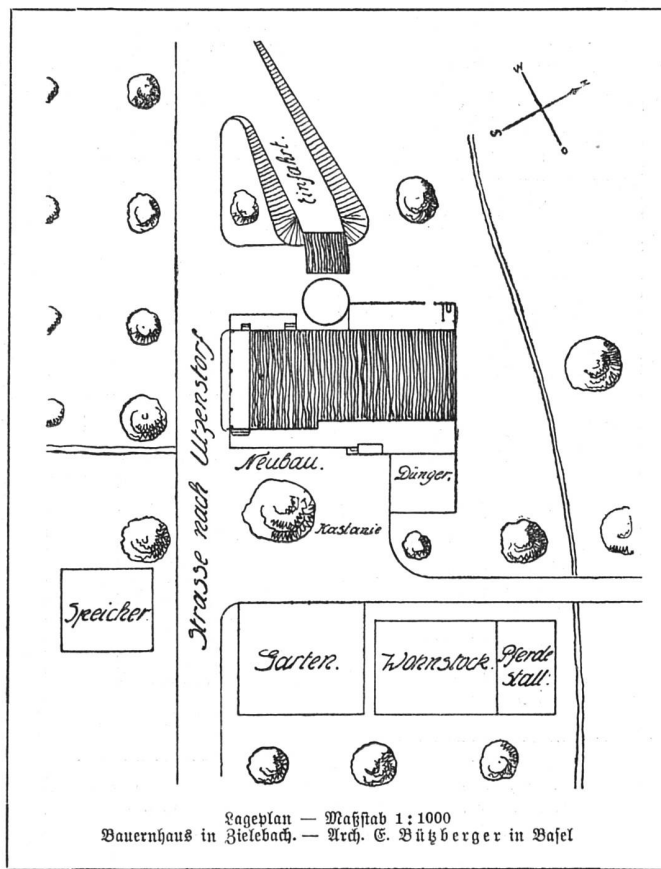 W
N
S
O
Einfahrt.
Strasse nach Utzenstorf
Neubau.
Dünger.
Kastanie
Speicher
Garten.
Wohnstock.
Pferde
stall.
Lageplan — Maßstab 1:1000
Bauernhaus in Zielebach. — Arch. E. Bützberger in Basel